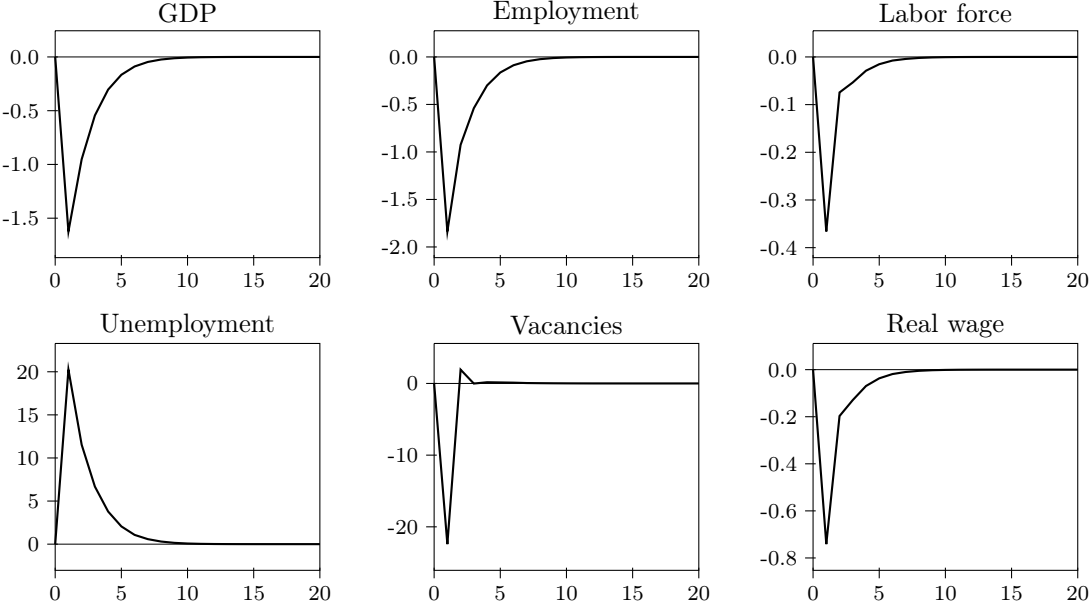 GDP
0.0
-0.5
-1.0
-1.5
0 5 10 15 20
Employment
0.0
-0.5
-1.0
-1.5
-2.0
0 5 10 15 20
Labor force
0.0
-0.1
-0.2
-0.3
-0.4
0 5 10 15 20
Unemployment
20
15
10
5
0
0 5 10 15 20
Vacancies
0
-10
-20
0 5 10 15 20
Real wage
0.0
-0.2
-0.4
-0.6
-0.8
0 5 10 15 20